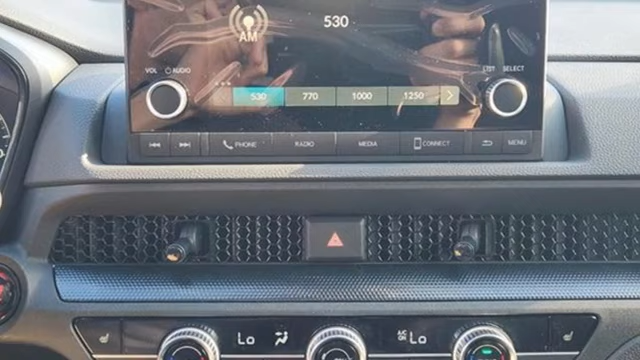 530
AM
VOL AUDIO
SELECT
530 770 1000 1250
PHONE RADIO MEDIA CONNECT MENU
Lo A/C Lo